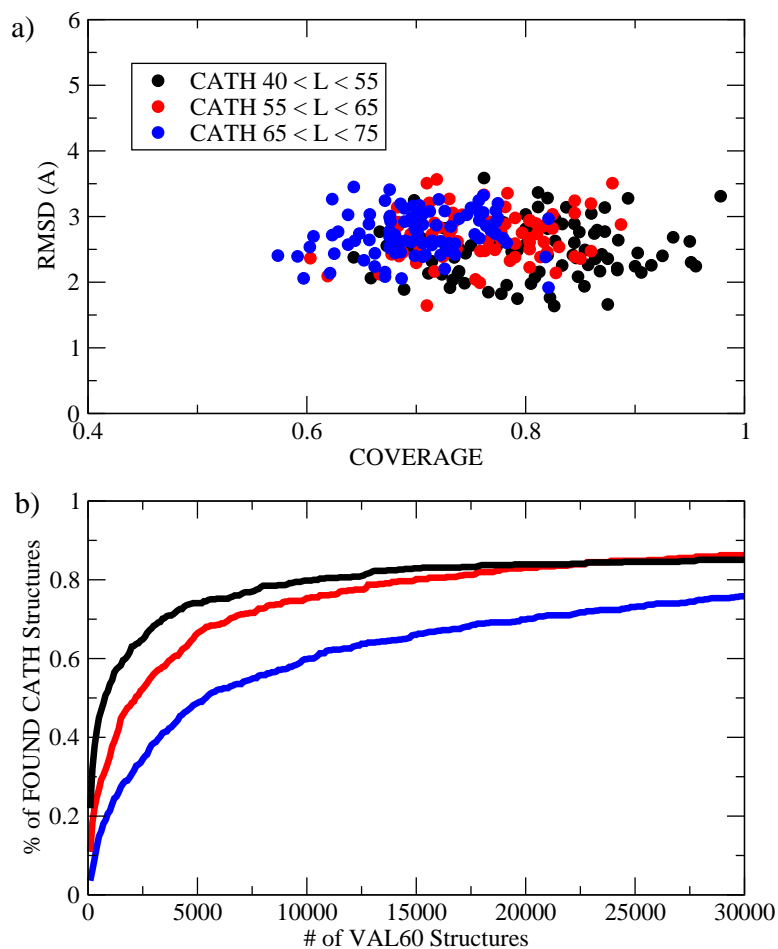 a)
6
5
4
3
2
1
0
RMSD (A)
CATH 40 < L < 55
CATH 55 < L < 65
CATH 65 < L < 75
0.4
0.6
0.8
1
COVERAGE
b)
1
0.8
0.6
0.4
0.2
0
% of FOUND CATH Structures
0
5000
10000
15000
20000
25000
30000
# of VAL60 Structures